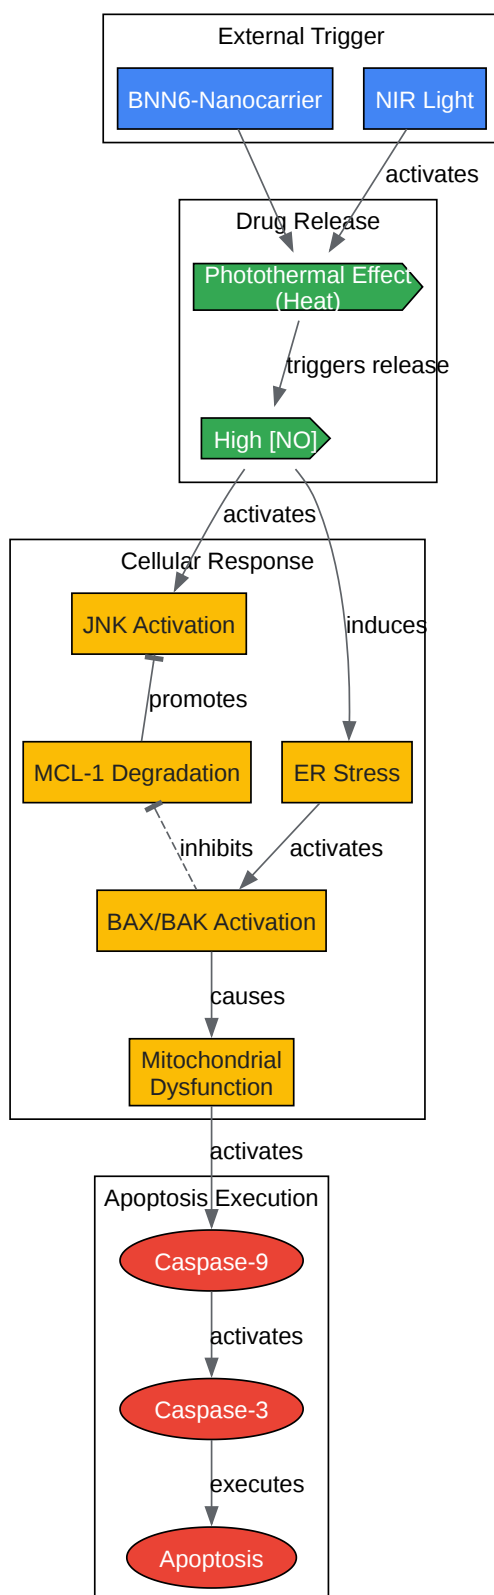 External Trigger
BNN6-Nanocarrier
NIR Light
activates
Drug Release
Photothermal Effect
(Heat)
triggers release
High [NO]
activates
Cellular Response
JNK Activation
induces
promotes
MCL-1 Degradation
ER Stress
inhibits
activates
BAX/BAK Activation
causes
Mitochondrial
Dysfunction
activates
Apoptosis Execution
Caspase-9
activates
Caspase-3
executes
Apoptosis